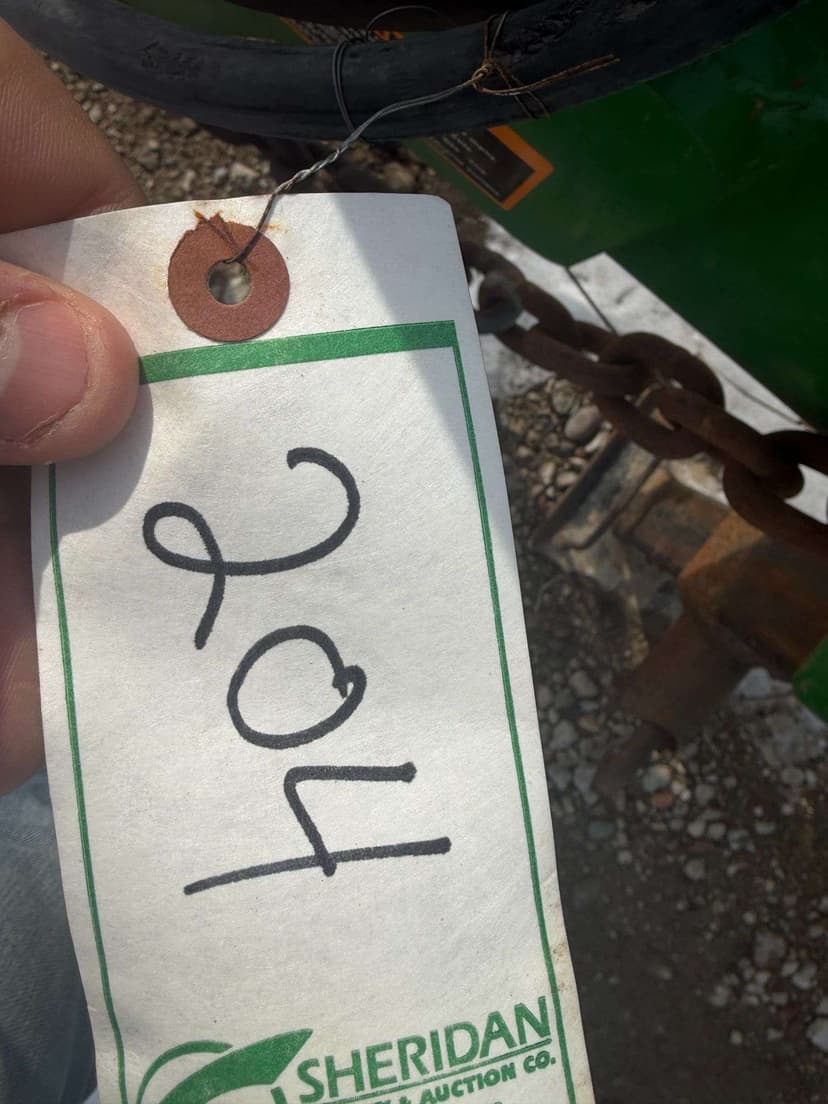 204
SHERIDAN
& AUCTION CO.